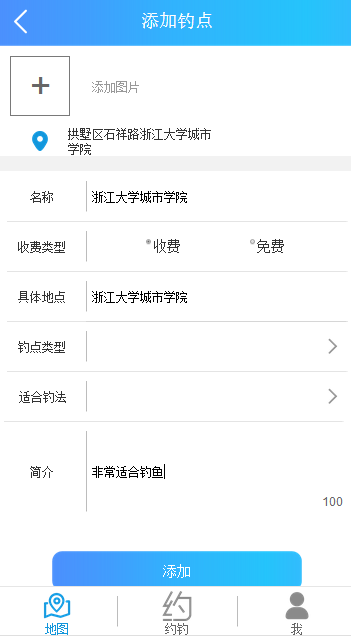 添加钓点
添加图片
拱墅区石祥路浙江大学城市
学院
名称 浙江大学城市学院
收费类型 收费 免费
具体地点 浙江大学城市学院
钓点类型
适合钓法
简介 非常适合钓鱼
100
添加
约
地图 约钓 我